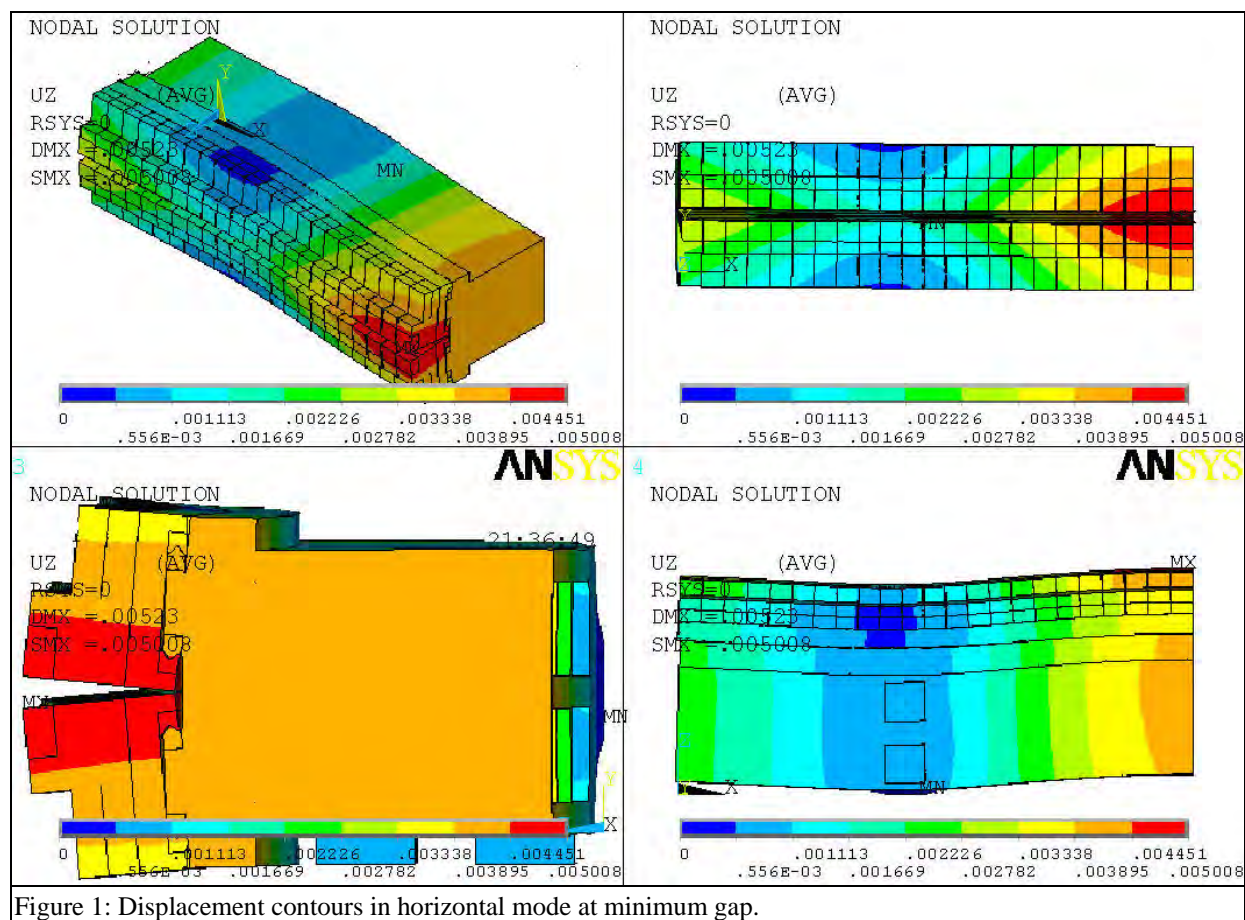 NODAL SOLUTION
UZ (AVG)
RSYS=0
DMX =.00523
SMX =.005008
Y
X
MN
0 .001113 .002226 .003338 .004451
.556E-03 .001669 .002782 .003895 .005008
NODAL SOLUTION
UZ (AVG)
RSYS=0
DMX =.00523
SMX =.005008
Y
Z X
MN
0 .001113 .002226 .003338 .004451
.556E-03 .001669 .002782 .003895 .005008
3
ANSYS
NODAL SOLUTION
21:36:49
UZ (AVG)
RSYS=0
DMX =.00523
SMX =.005008
MX
MN
Y
X
0 .001113 .002226 .003338 .004451
.556E-03 .001669 .002782 .003895 .005008
4
ANSYS
NODAL SOLUTION
UZ (AVG)
MX
RSYS=0
DMX =.00523
SMX =.005008
Z
Y X
MN
0 .001113 .002226 .003338 .004451
.556E-03 .001669 .002782 .003895 .005008
Figure 1: Displacement contours in horizontal mode at minimum gap.